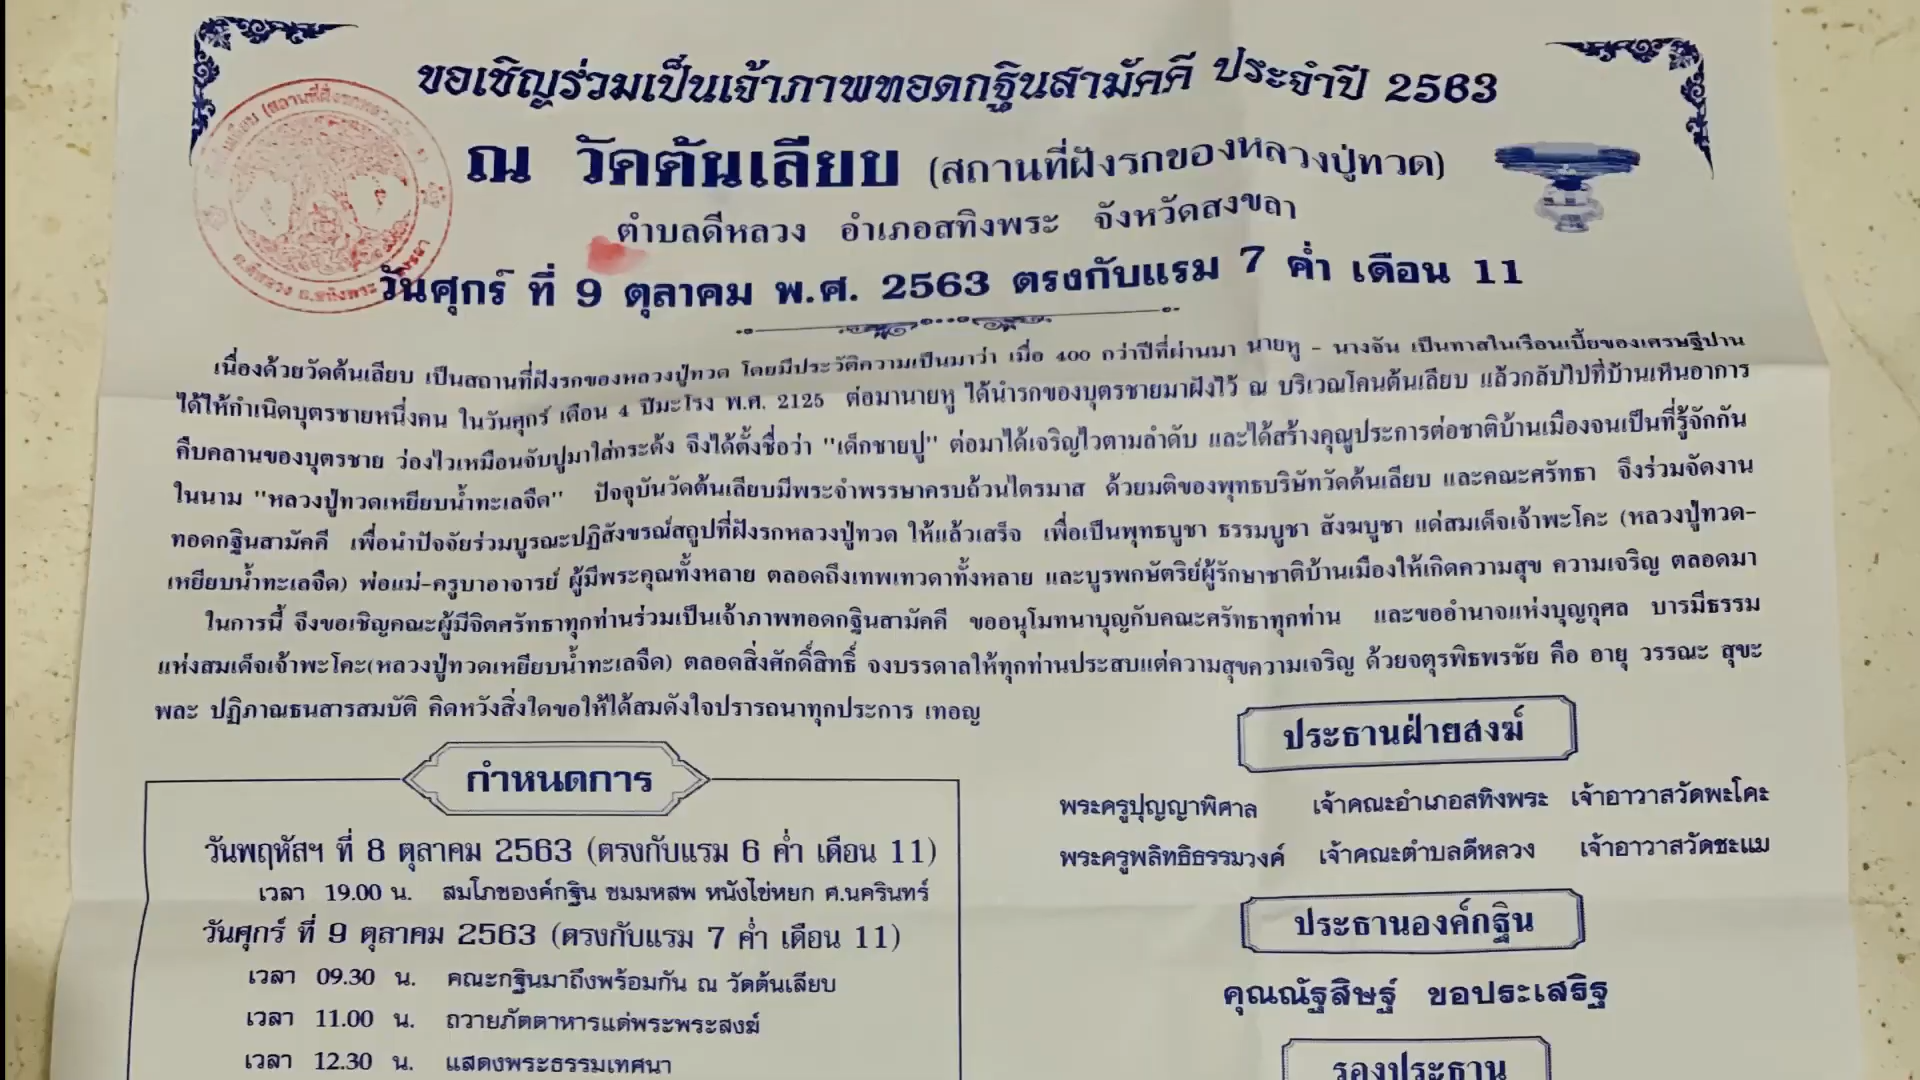 ขอเชิญร่วมเป็นเจ้าภาพทอดกฐินสามัคคี ประจำปี 2563
ณ วัดต้นเลียบ (สถานที่ฝังรกของหลวงปู่ทวด)
ตำบลดีหลวง อำเภอสทิงพระ จังหวัดสงขลา
วันศุกร์ ที่ 9 ตุลาคม พ.ศ. 2563 ตรงกับแรม 7 ค่ำ เดือน 11
เนื่องด้วยวัดต้นเลียบ เป็นสถานที่ฝังรกของหลวงปู่ทวด โดยมีประวัติความเป็นมาว่า เมื่อ 400 กว่าปีที่ผ่านมา นายหู - นางจัน เป็นทาสในเรือนเบี้ยของเศรษฐีปาน
ได้ให้กำเนิดบุตรชายหนึ่งคน ในวันศุกร์ เดือน 4 ปีมะโรง พ.ศ. 2125 ต่อมานายหู ได้นำรกของบุตรชายมาฝังไว้ ณ บริเวณโคนต้นเลียบ แล้วกลับไปที่บ้านเห็นอาการ
คืบคลานของบุตรชาย ว่องไวเหมือนจับปูมาใส่กระด้ง จึงได้ตั้งชื่อว่า "เด็กชายปู" ต่อมาได้เจริญไวตามลำดับ และได้สร้างคุณูประการต่อชาติบ้านเมืองจนเป็นที่รู้จักกัน
ในนาม "หลวงปู่ทวดเหยียบน้ำทะเลจืด" ปัจจุบันวัดต้นเลียบมีพระจำพรรษาครบถ้วนไตรมาส ด้วยมติของพุทธบริษัทวัดต้นเลียบ และคณะศรัทธา จึงร่วมจัดงาน
ทอดกฐินสามัคคี เพื่อนำปัจจัยร่วมบูรณะปฏิสังขรณ์สถูปที่ฝังรกหลวงปู่ทวด ให้แล้วเสร็จ เพื่อเป็นพุทธบูชา ธรรมบูชา สังฆบูชา แด่สมเด็จเจ้าพะโคะ (หลวงปู่ทวด-
เหยียบน้ำทะเลจืด) พ่อแม่-ครูบาอาจารย์ ผู้มีพระคุณทั้งหลาย ตลอดถึงเทพเทวดาทั้งหลาย และบูรพกษัตริย์ผู้รักษาชาติบ้านเมืองให้เกิดความสุข ความเจริญ ตลอดมา
ในการนี้ จึงขอเชิญคณะผู้มีจิตศรัทธาทุกท่านร่วมเป็นเจ้าภาพทอดกฐินสามัคคี ขออนุโมทนาบุญกับคณะศรัทธาทุกท่าน และขออำนาจแห่งบุญกุศล บารมีธรรม
แห่งสมเด็จเจ้าพะโคะ(หลวงปู่ทวดเหยียบน้ำทะเลจืด) ตลอดสิ่งศักดิ์สิทธิ์ จงบรรดาลให้ทุกท่านประสบแต่ความสุขความเจริญ ด้วยจตุรพิธพรชัย คือ อายุ วรรณะ สุขะ
พละ ปฏิภาณธนสารสมบัติ คิดหวังสิ่งใดขอให้ได้สมดังใจปรารถนาทุกประการ เทอญ
กำหนดการ
วันพฤหัสฯ ที่ 8 ตุลาคม 2563 (ตรงกับแรม 6 ค่ำ เดือน 11)
เวลา 19.00 น. สมโภชองค์กฐิน ชมมหสพ หนังไข่หยก ศ.นครินทร์
วันศุกร์ ที่ 9 ตุลาคม 2563 (ตรงกับแรม 7 ค่ำ เดือน 11)
เวลา 09.30 น. คณะกฐินมาถึงพร้อมกัน ณ วัดต้นเลียบ
เวลา 11.00 น. ถวายภัตตาหารแด่พระพระสงฆ์
เวลา 12.30 น. แสดงพระธรรมเทศนา
ประธานฝ่ายสงฆ์
พระครูปุญญาพิศาล เจ้าคณะอำเภอสทิงพระ เจ้าอาวาสวัดพะโคะ
พระครูพลิทธิธรรมวงค์ เจ้าคณะตำบลดีหลวง เจ้าอาวาสวัดชะแม
ประธานองค์กฐิน
คุณณัฐสิษฐ์ ขอประเสริฐ
รองประธาน